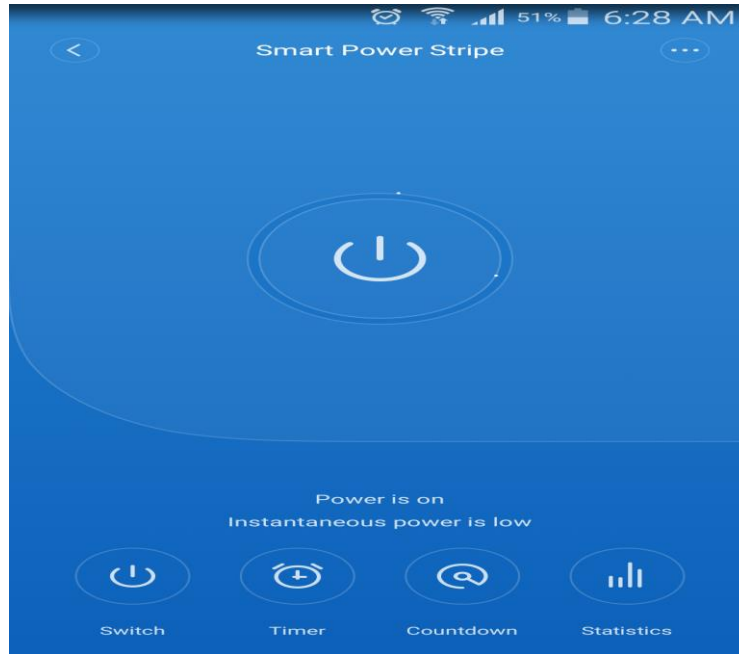 51% 6:28 AM
Smart Power Stripe
Power is on
Instantaneous power is low
Switch Timer Countdown Statistics